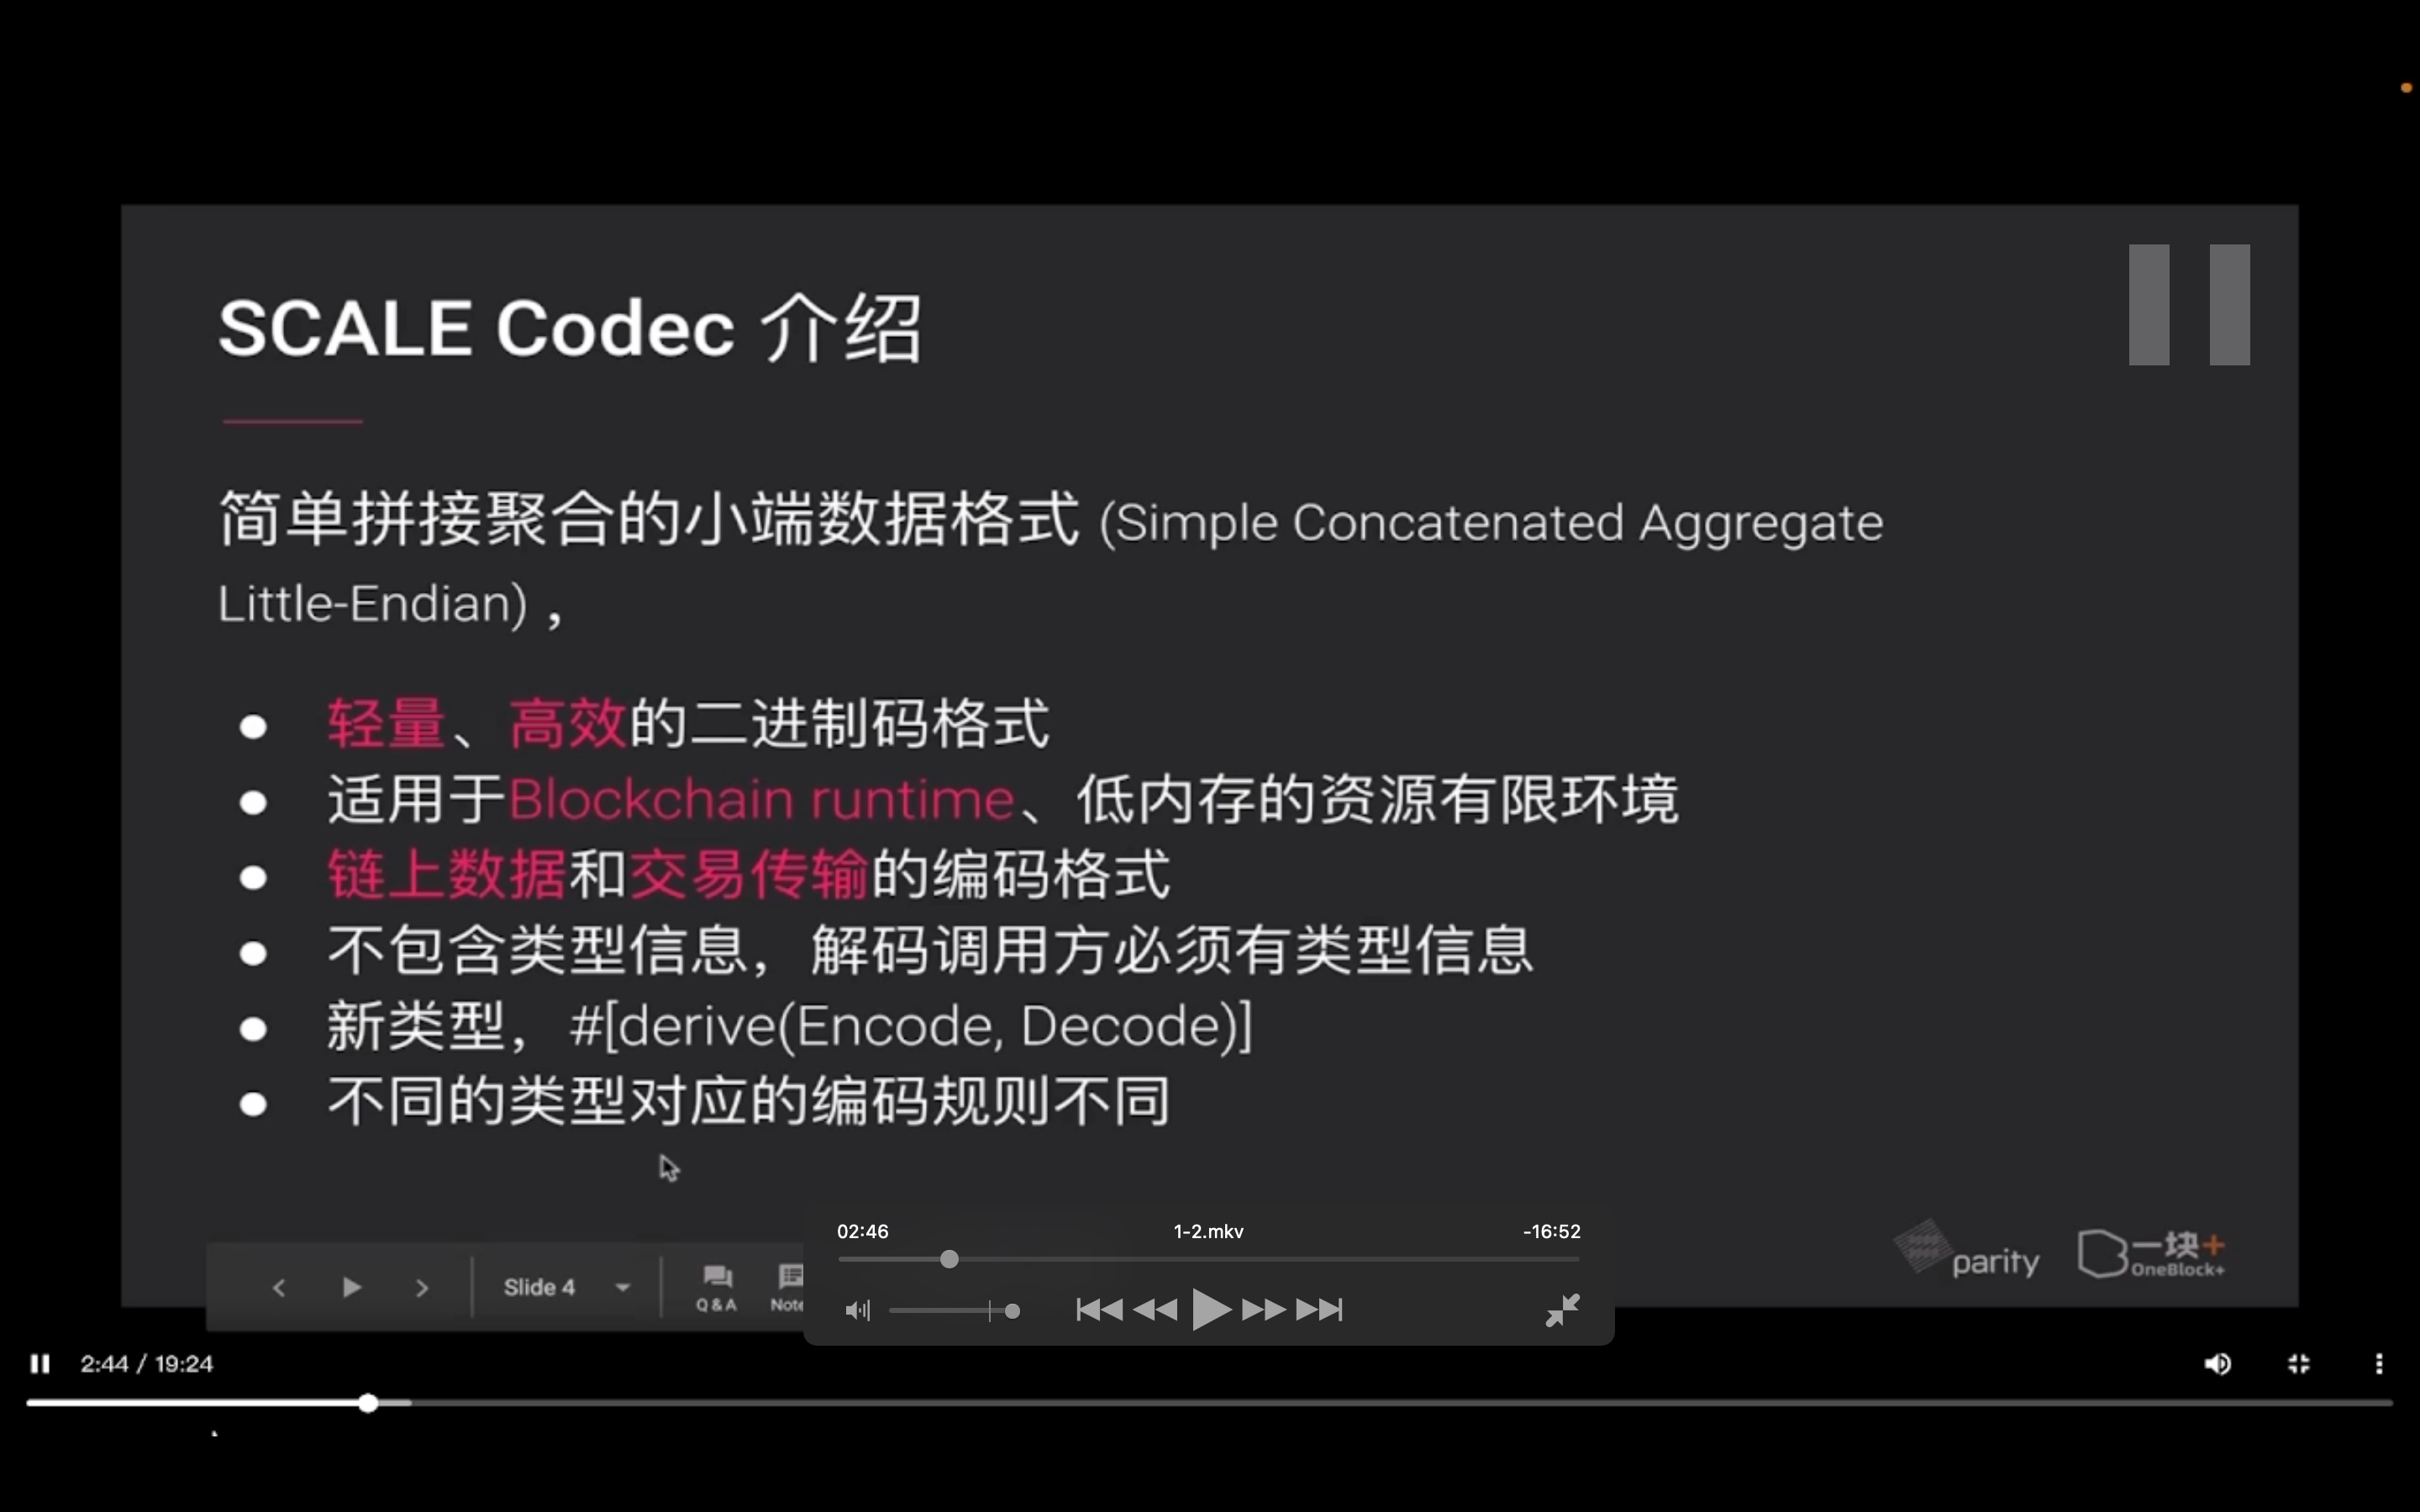 SCALE Codec 介绍
简单拼接聚合的小端数据格式 (Simple Concatenated Aggregate
Little-Endian) ，
● 轻量、高效的二进制码格式
● 适用于Blockchain runtime、低内存的资源有限环境
● 链上数据和交易传输的编码格式
● 不包含类型信息，解码调用方必须有类型信息
● 新类型，#[derive(Encode, Decode)]
● 不同的类型对应的编码规则不同
02:46 1-2.mkv -16:52
parity 一块+
OneBlock+
Slide 4
Q & A Note
2:44 / 19:24